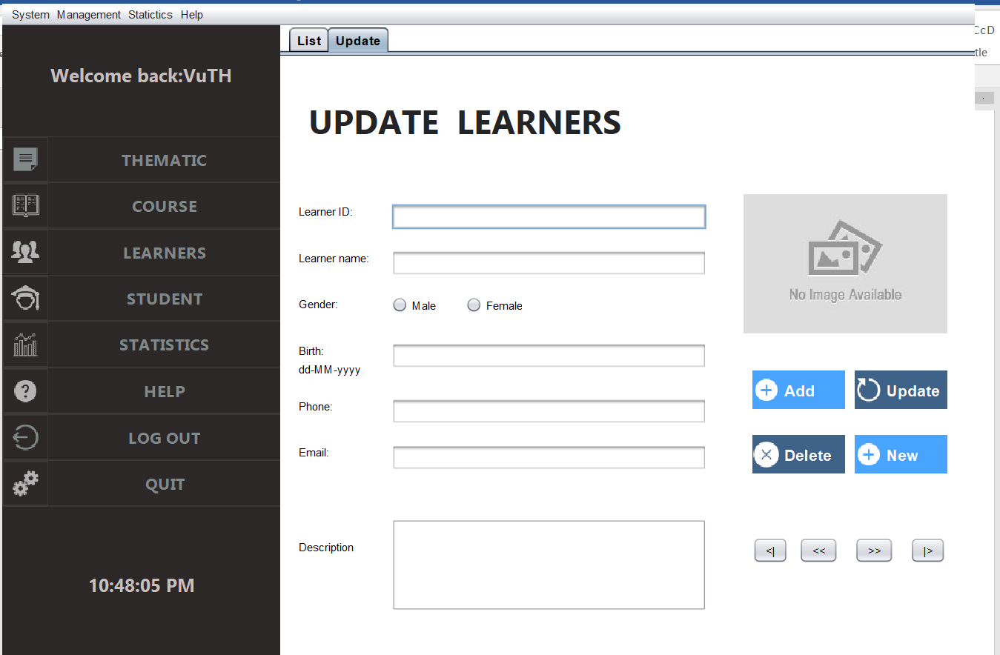 System Management Statictics Help
CcD
tle
List Update
Welcome back:VuTH
UPDATE LEARNERS
THEMATIC
COURSE
LEARNERS
STUDENT
STATISTICS
HELP
LOG OUT
QUIT
10:48:05 PM
Learner ID:
Learner name:
Gender: Male Female
Birth:
dd-MM-yyyy
Phone:
Email:
Description
No Image Available
Add Update
Delete New
<| << >> |>